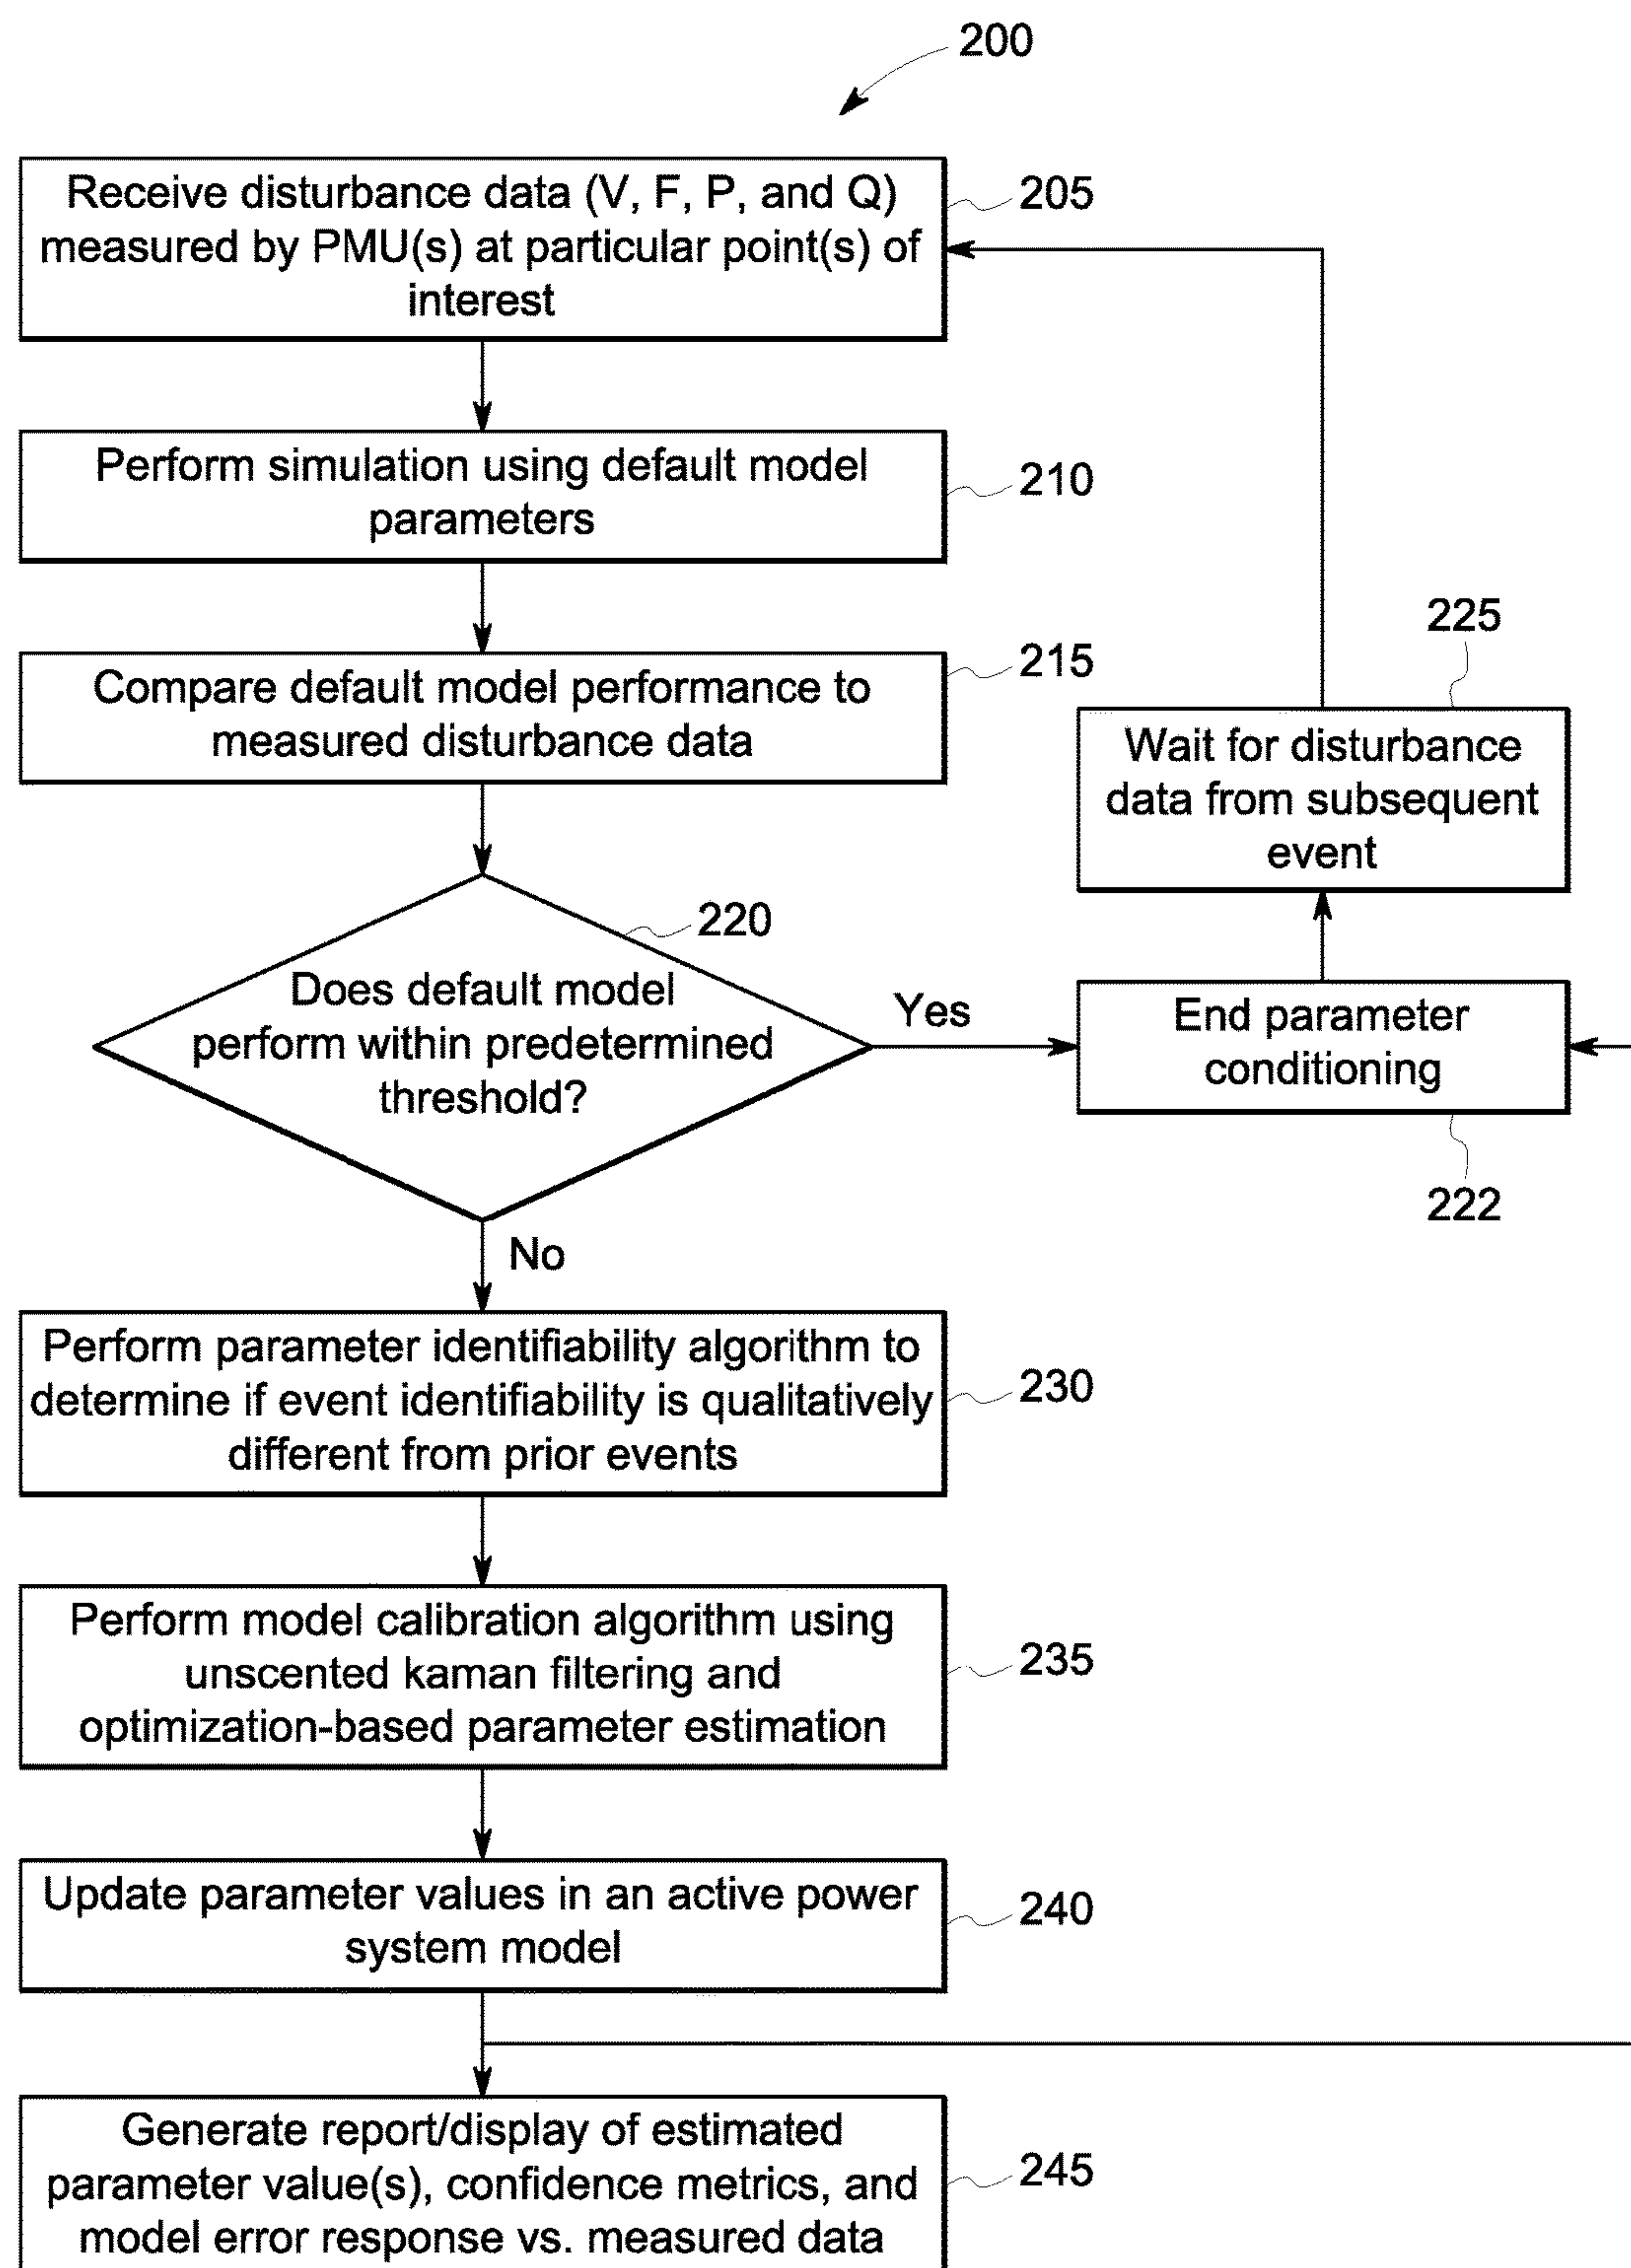 200
Receive disturbance data (V, F, P, and Q)
measured by PMU(s) at particular point(s) of
interest
205
Perform simulation using default model
parameters
210
Compare default model performance to
measured disturbance data
215
225
Wait for disturbance
data from subsequent
event
220
Does default model
perform within predetermined
threshold?
Yes
End parameter
conditioning
222
No
Perform parameter identifiability algorithm to
determine if event identifiability is qualitatively
different from prior events
230
Perform model calibration algorithm using
unscented kaman filtering and
optimization-based parameter estimation
235
Update parameter values in an active power
system model
240
Generate report/display of estimated
parameter value(s), confidence metrics, and
model error response vs. measured data
245